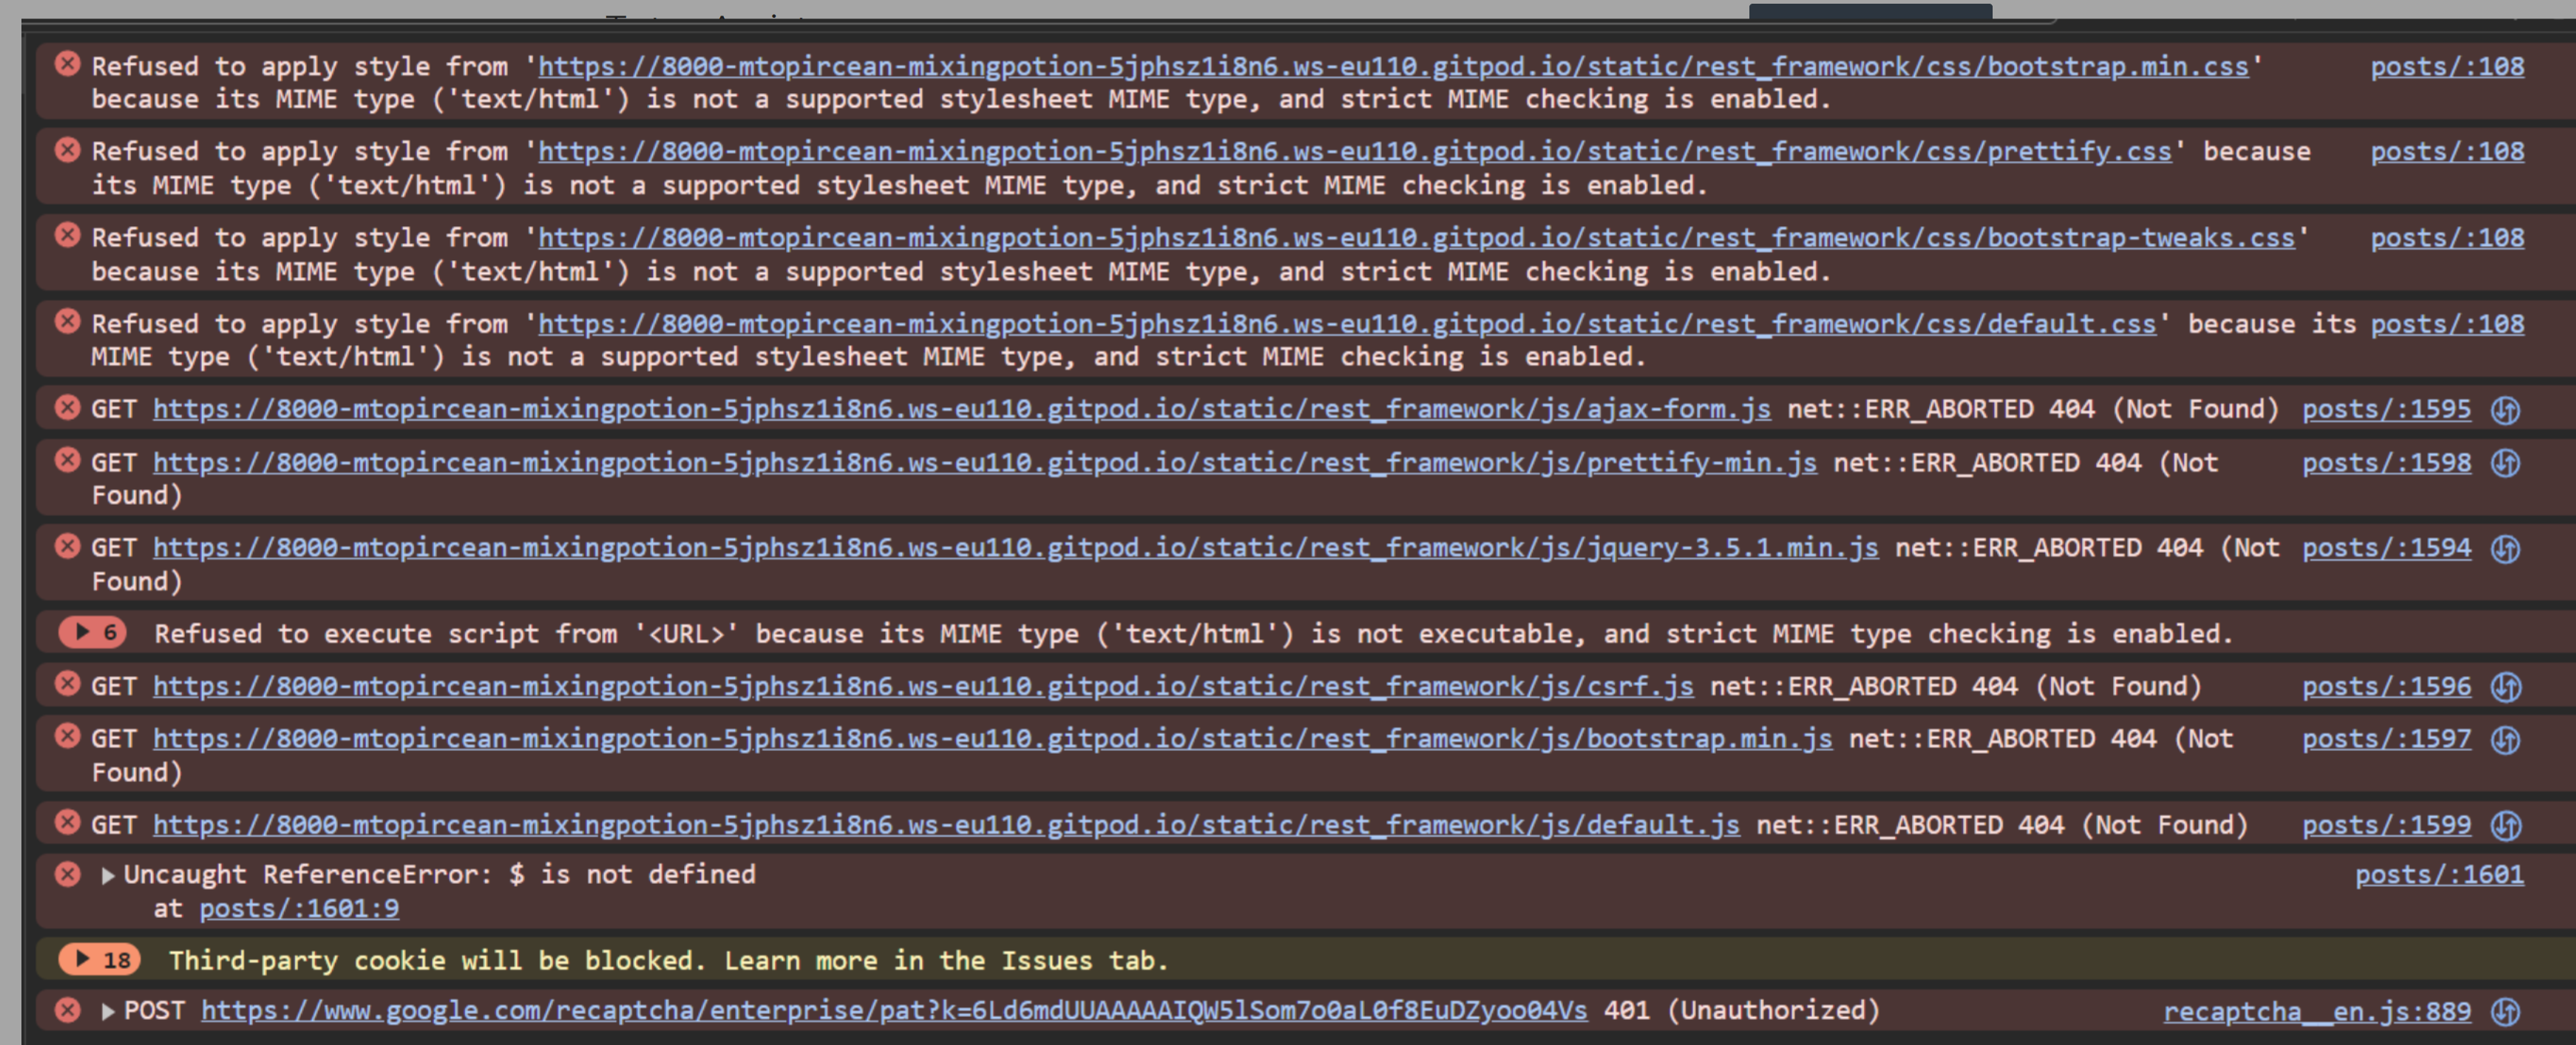 Refused to apply style from 'https://8000-mtopircean-mixingpotion-5jphsz1i8n6.ws-eu110.gitpod.io/static/rest_framework/css/bootstrap.min.css' posts/:108
because its MIME type ('text/html') is not a supported stylesheet MIME type, and strict MIME checking is enabled.
Refused to apply style from 'https://8000-mtopircean-mixingpotion-5jphsz1i8n6.ws-eu110.gitpod.io/static/rest_framework/css/prettify.css' because posts/:108
its MIME type ('text/html') is not a supported stylesheet MIME type, and strict MIME checking is enabled.
Refused to apply style from 'https://8000-mtopircean-mixingpotion-5jphsz1i8n6.ws-eu110.gitpod.io/static/rest_framework/css/bootstrap-tweaks.css' posts/:108
because its MIME type ('text/html') is not a supported stylesheet MIME type, and strict MIME checking is enabled.
Refused to apply style from 'https://8000-mtopircean-mixingpotion-5jphsz1i8n6.ws-eu110.gitpod.io/static/rest_framework/css/default.css' because its posts/:108
MIME type ('text/html') is not a supported stylesheet MIME type, and strict MIME checking is enabled.
GET https://8000-mtopircean-mixingpotion-5jphsz1i8n6.ws-eu110.gitpod.io/static/rest_framework/js/ajax-form.js net::ERR_ABORTED 404 (Not Found) posts/:1595
GET https://8000-mtopircean-mixingpotion-5jphsz1i8n6.ws-eu110.gitpod.io/static/rest_framework/js/prettify-min.js net::ERR_ABORTED 404 (Not posts/:1598
Found)
GET https://8000-mtopircean-mixingpotion-5jphsz1i8n6.ws-eu110.gitpod.io/static/rest_framework/js/jquery-3.5.1.min.js net::ERR_ABORTED 404 (Not posts/:1594
Found)
6 Refused to execute script from '<URL>' because its MIME type ('text/html') is not executable, and strict MIME type checking is enabled.
GET https://8000-mtopircean-mixingpotion-5jphsz1i8n6.ws-eu110.gitpod.io/static/rest_framework/js/csrf.js net::ERR_ABORTED 404 (Not Found) posts/:1596
GET https://8000-mtopircean-mixingpotion-5jphsz1i8n6.ws-eu110.gitpod.io/static/rest_framework/js/bootstrap.min.js net::ERR_ABORTED 404 (Not posts/:1597
Found)
GET https://8000-mtopircean-mixingpotion-5jphsz1i8n6.ws-eu110.gitpod.io/static/rest_framework/js/default.js net::ERR_ABORTED 404 (Not Found) posts/:1599
Uncaught ReferenceError: $ is not defined posts/:1601
at posts/:1601:9
18 Third-party cookie will be blocked. Learn more in the Issues tab.
POST https://www.google.com/recaptcha/enterprise/pat?k=6Ld6mdUUAAAAAIQW5lSom7o0aL0f8EuDZyoo04Vs 401 (Unauthorized) recaptcha__en.js:889